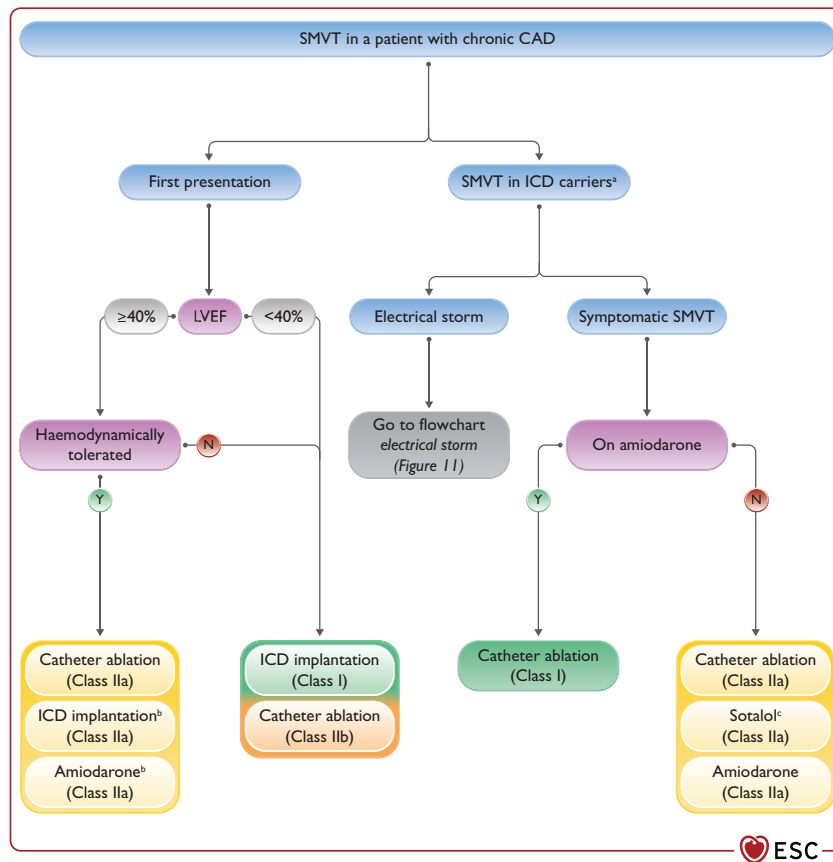 SMVT in a patient with chronic CAD
First presentation
SMVT in ICD carriersᵃ
≥40%
LVEF
<40%
Electrical storm
Symptomatic SMVT
Haemodynamically
tolerated
N
Go to flowchart
electrical storm
(Figure 11)
On amiodarone
Y
Y
N
Catheter ablation
(Class IIa)
ICD implantationᵇ
(Class IIa)
Amiodaroneᵇ
(Class IIa)
ICD implantation
(Class I)
Catheter ablation
(Class IIb)
Catheter ablation
(Class I)
Catheter ablation
(Class IIa)
Sotalolᶜ
(Class IIa)
Amiodarone
(Class IIa)
ESC